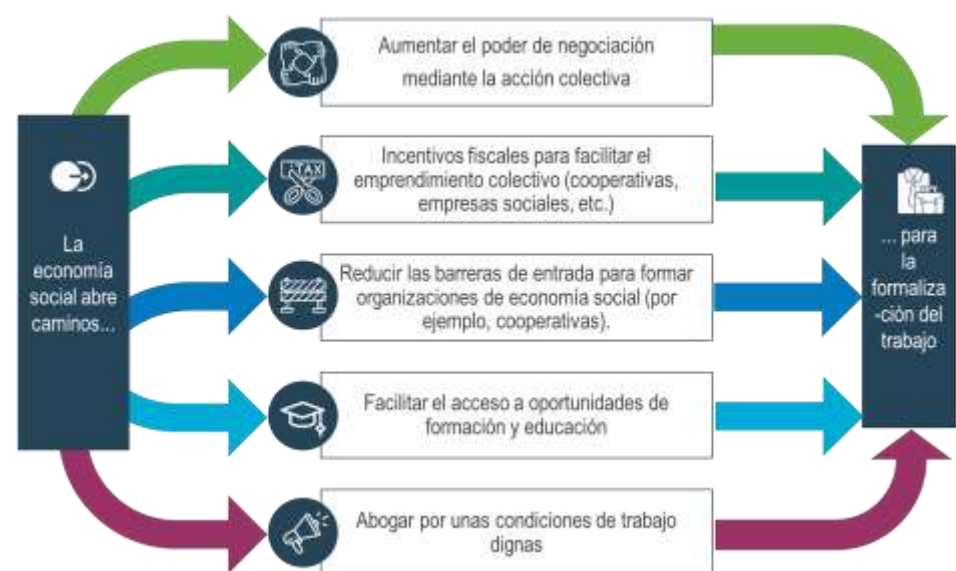 La
economía
social abre
caminos...
Aumentar el poder de negociación
mediante la acción colectiva
TAX
Incentivos fiscales para facilitar el
emprendimiento colectivo (cooperativas,
empresas sociales, etc.)
Reducir las barreras de entrada para formar
organizaciones de economía social (por
ejemplo, cooperativas).
Facilitar el acceso a oportunidades de
formación y educación
Abogar por unas condiciones de trabajo
dignas
... para
la
formaliza
-ción del
trabajo